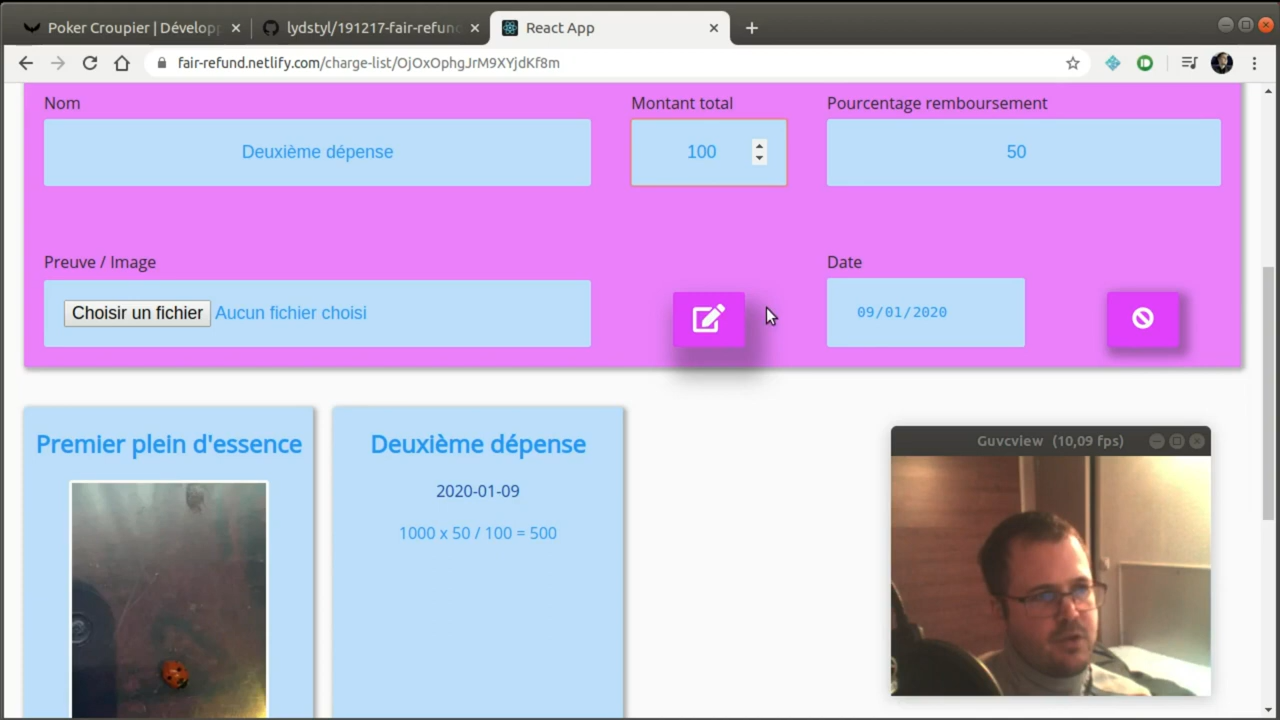 Poker Croupier | Dévelop
lydstyl/191217-fair-refun
React App
fair-refund.netlify.com/charge-list/OjOxOphgJrM9XYjdKf8m
Nom
Montant total
Pourcentage remboursement
Deuxième dépense
100
50
Preuve / Image
Date
Choisir un fichier Aucun fichier choisi
09/01/2020
Premier plein d'essence
Deuxième dépense
2020-01-09
1000 x 50 / 100 = 500
Guvcview (10,09 fps)